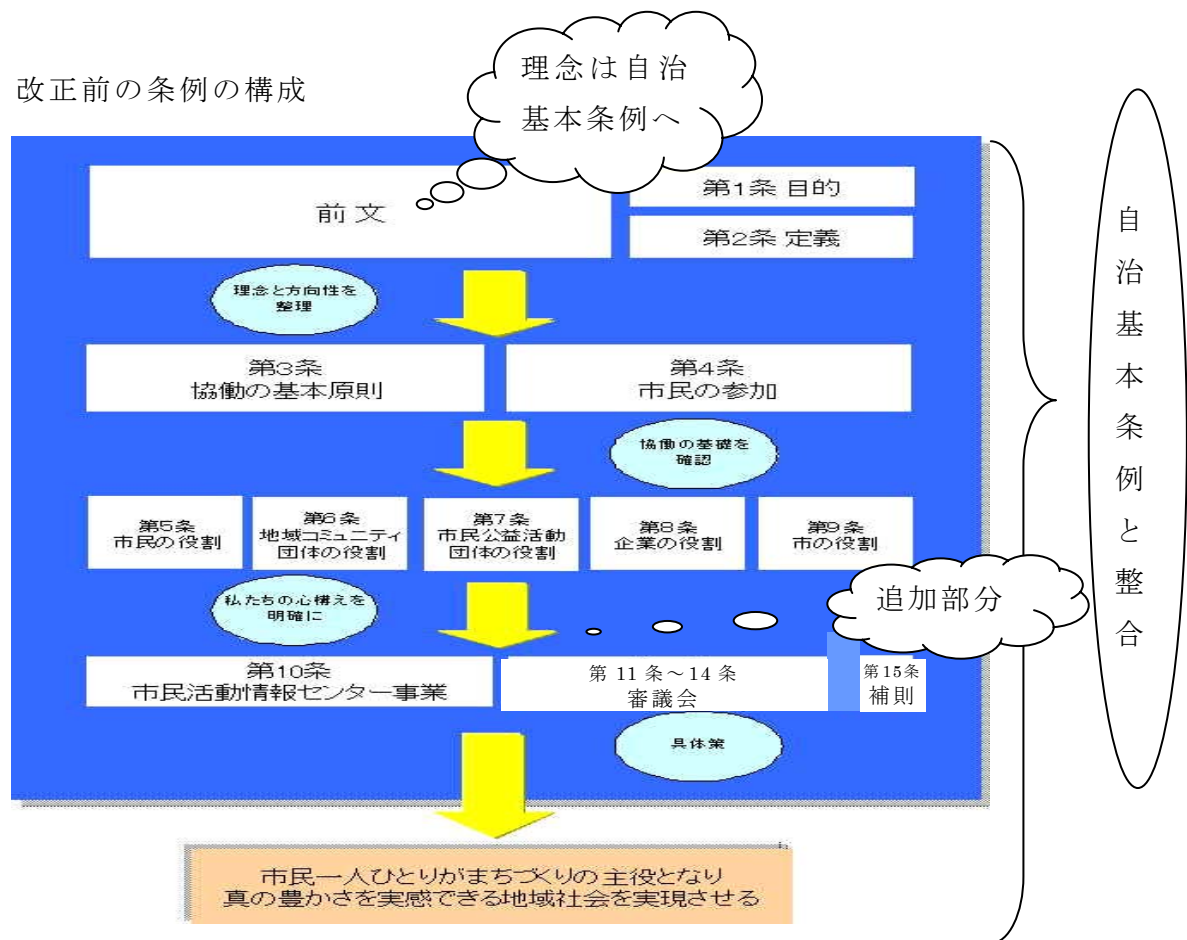 改正前の条例の構成
理念は自治
基本条例へ
前文
第1条 目的
第2条 定義
理念と方向性を
整理
第3条
協働の基本原則
第4条
市民の参加
協働の基礎を
確認
第5条
市民の役割
第6条
地域コミュニティ
団体の役割
第7条
市民公益活動
団体の役割
第8条
企業の役割
第9条
市の役割
私たちの心構えを
明確に
追加部分
第10条
市民活動情報センター事業
第11条～14条
審議会
第15条
補則
具体策
市民一人ひとりがまちづくりの主役となり
真の豊かさを実感できる地域社会を実現させる
自治基本条例と整合